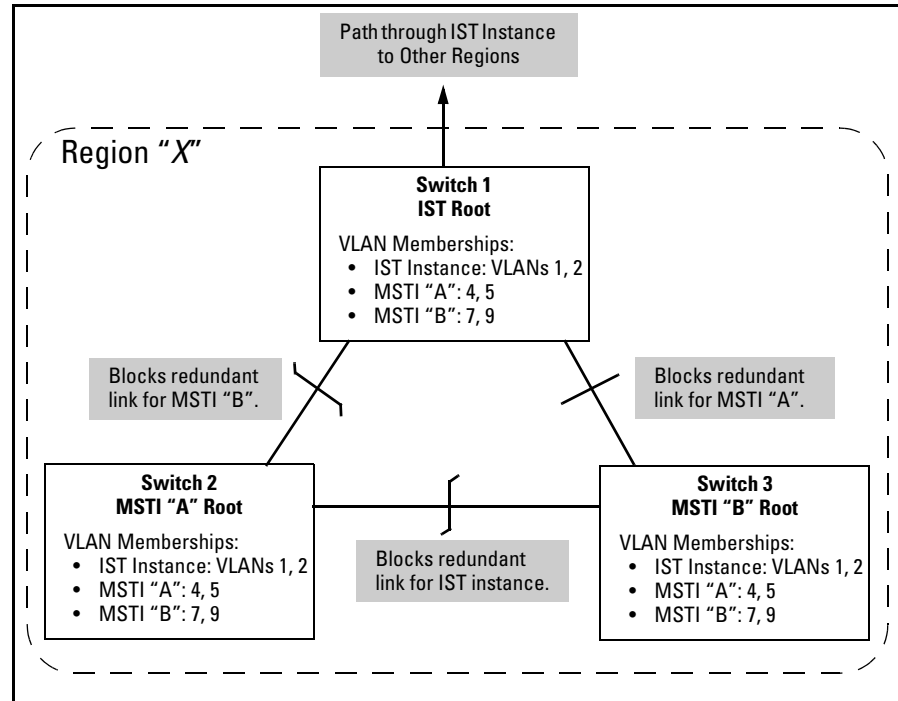 Path through IST Instance
to Other Regions
Region “X”
Switch 1
IST Root
VLAN Memberships:
• IST Instance: VLANs 1, 2
• MSTI “A”: 4, 5
• MSTI “B”: 7, 9
Blocks redundant
link for MSTI “B”.
Blocks redundant
link for MSTI “A”.
Switch 2
MSTI “A” Root
VLAN Memberships:
• IST Instance: VLANs 1, 2
• MSTI “A”: 4, 5
• MSTI “B”: 7, 9
Blocks redundant
link for IST instance.
Switch 3
MSTI “B” Root
VLAN Memberships:
• IST Instance: VLANs 1, 2
• MSTI “A”: 4, 5
• MSTI “B”: 7, 9